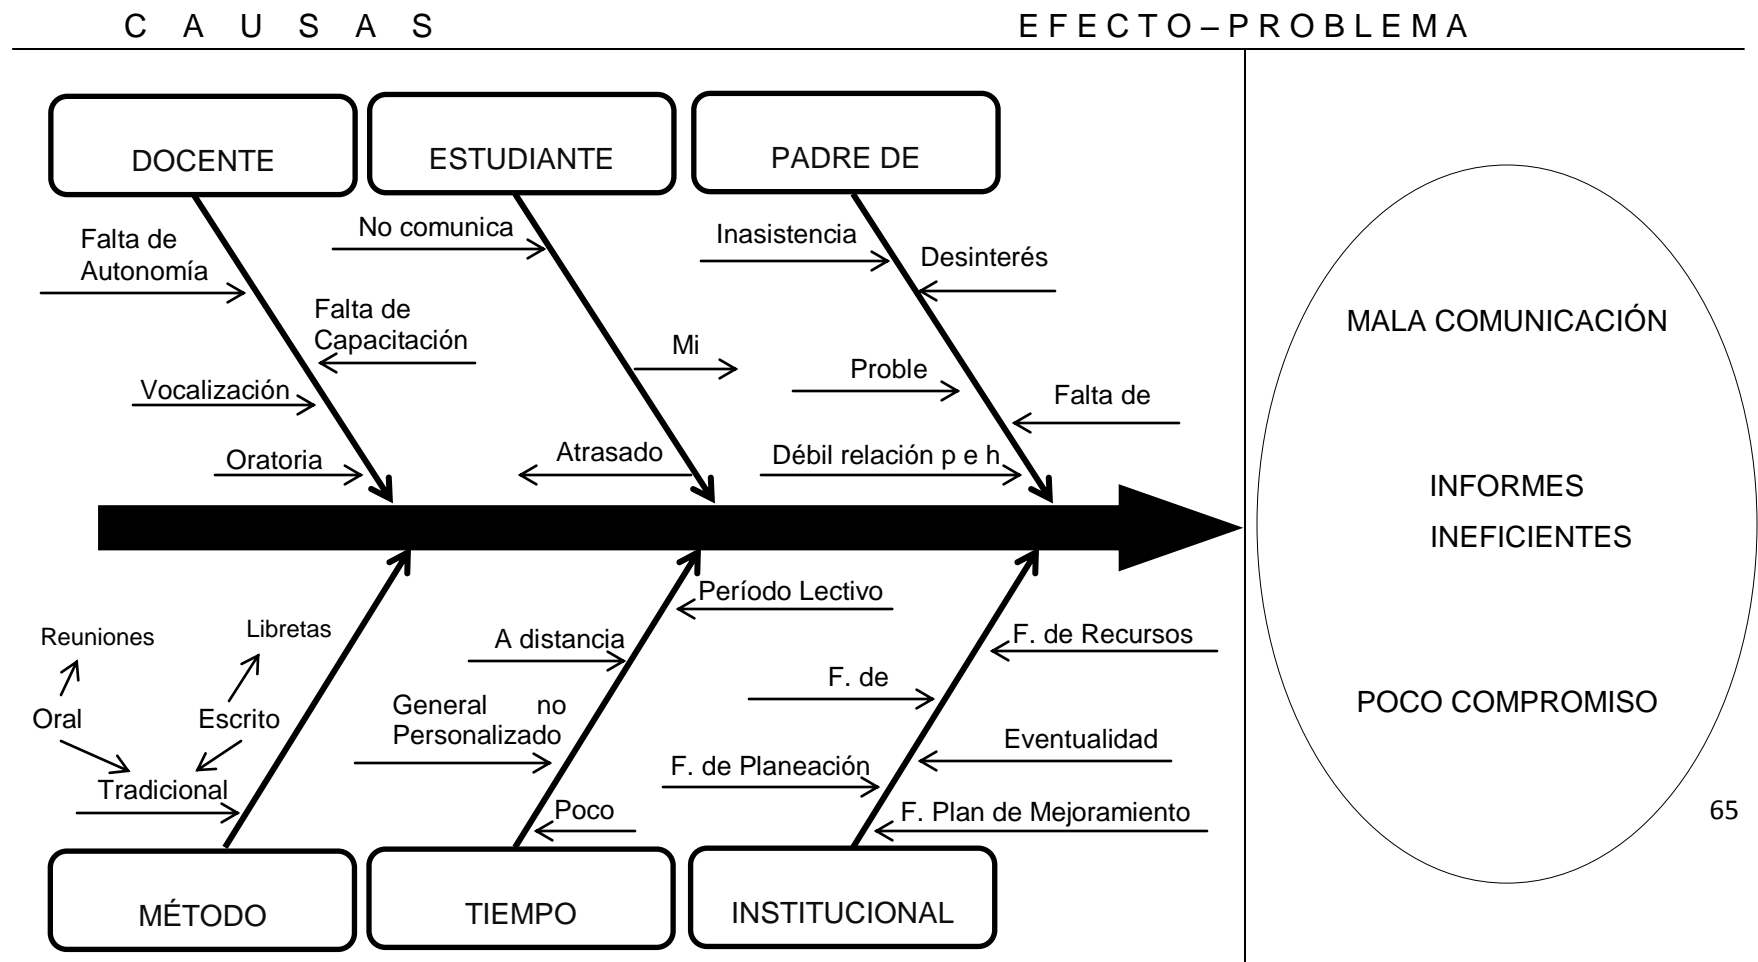 C A U S A S
E F E C T O – P R O B L E M A
DOCENTE
ESTUDIANTE
PADRE DE
Falta de
Autonomía
Falta de
Capacitación
Vocalización
Oratoria
No comunica
Mi
Atrasado
Inasistencia
Desinterés
Proble
Falta de
Débil relación p e h
Reuniones
Libretas
Oral
Escrito
Tradicional
Período Lectivo
A distancia
General no
Personalizado
Poco
F. de Recursos
F. de
Eventualidad
F. de Planeación
F. Plan de Mejoramiento
MÉTODO
TIEMPO
INSTITUCIONAL
MALA COMUNICACIÓN
INFORMES
INEFICIENTES
POCO COMPROMISO
65